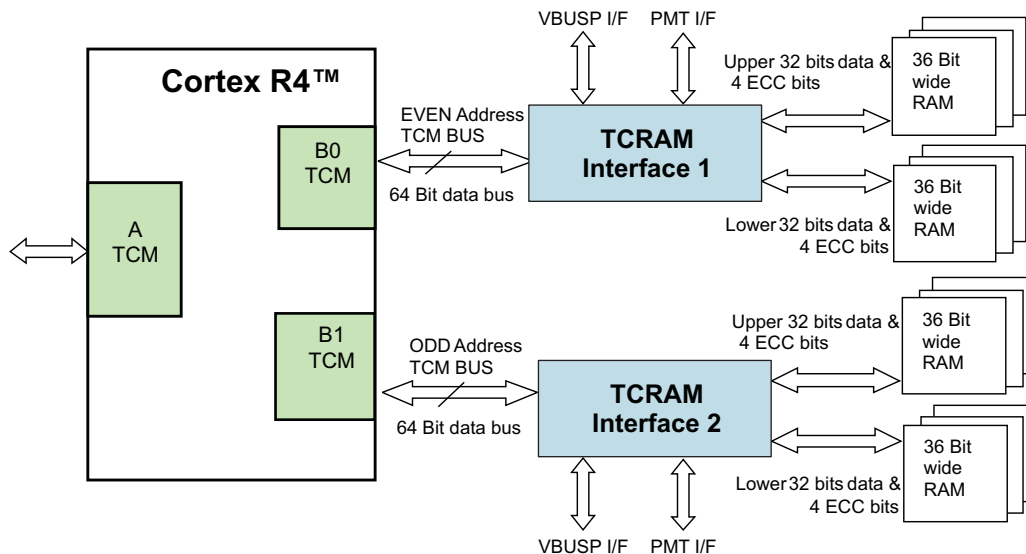 VBUSP I/F
PMT I/F
Cortex R4™
Upper 32 bits data &
4 ECC bits
36 Bit
wide
RAM
EVEN Address
TCM BUS
B0
TCM
TCRAM
Interface 1
64 Bit data bus
36 Bit
wide
RAM
Lower 32 bits data &
4 ECC bits
A
TCM
Upper 32 bits data &
4 ECC bits
36 Bit
wide
RAM
B1
TCM
ODD Address
TCM BUS
TCRAM
Interface 2
64 Bit data bus
36 Bit
wide
RAM
Lower 32 bits data &
4 ECC bits
VBUSP I/F
PMT I/F